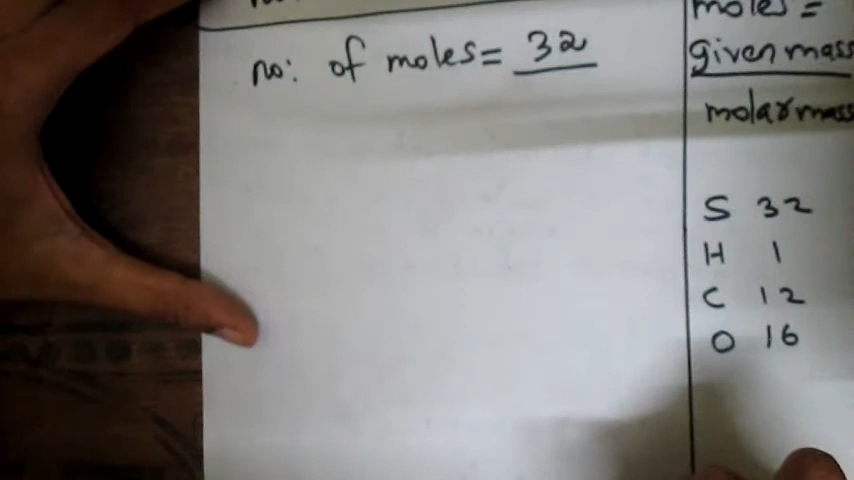 no: of moles = 32
moles =
given mass
molar mass
S 32
H 1
C 12
O 16